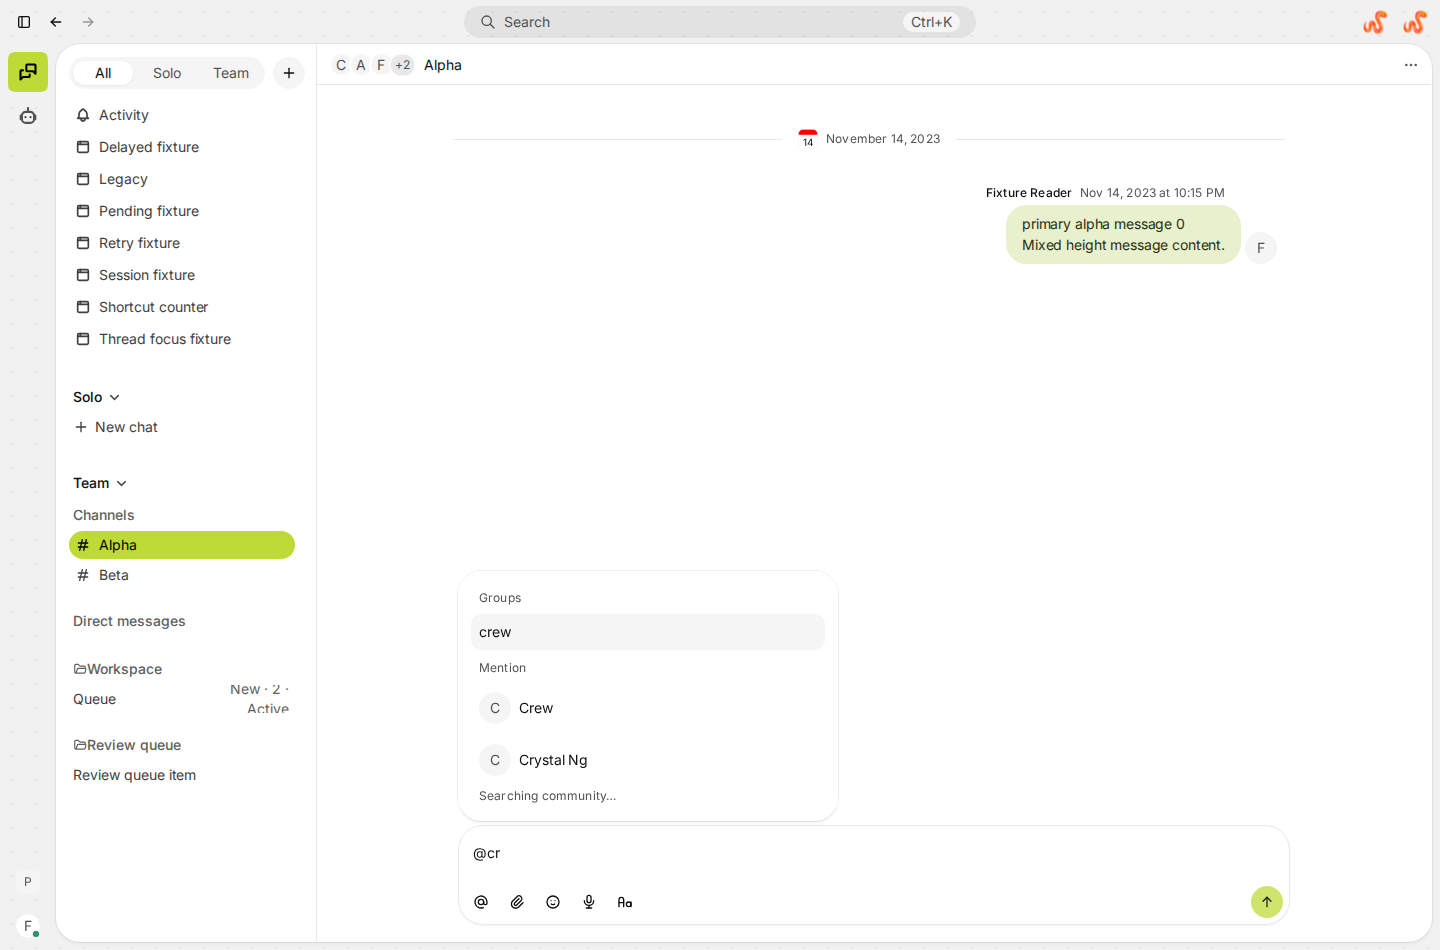 Search
Ctrl+K
All
Solo
Team
Activity
Delayed fixture
Legacy
Pending fixture
Retry fixture
Session fixture
Shortcut counter
Thread focus fixture
Solo
New chat
Team
Channels
# Alpha
# Beta
Direct messages
Workspace
Queue
New · 2 ·
Active
Review queue
Review queue item
P
F
C
A
F
+2
Alpha
14
November 14, 2023
Fixture Reader Nov 14, 2023 at 10:15 PM
primary alpha message 0
Mixed height message content.
F
Groups
crew
Mention
C
Crew
C
Crystal Ng
Searching community...
@cr
Aa